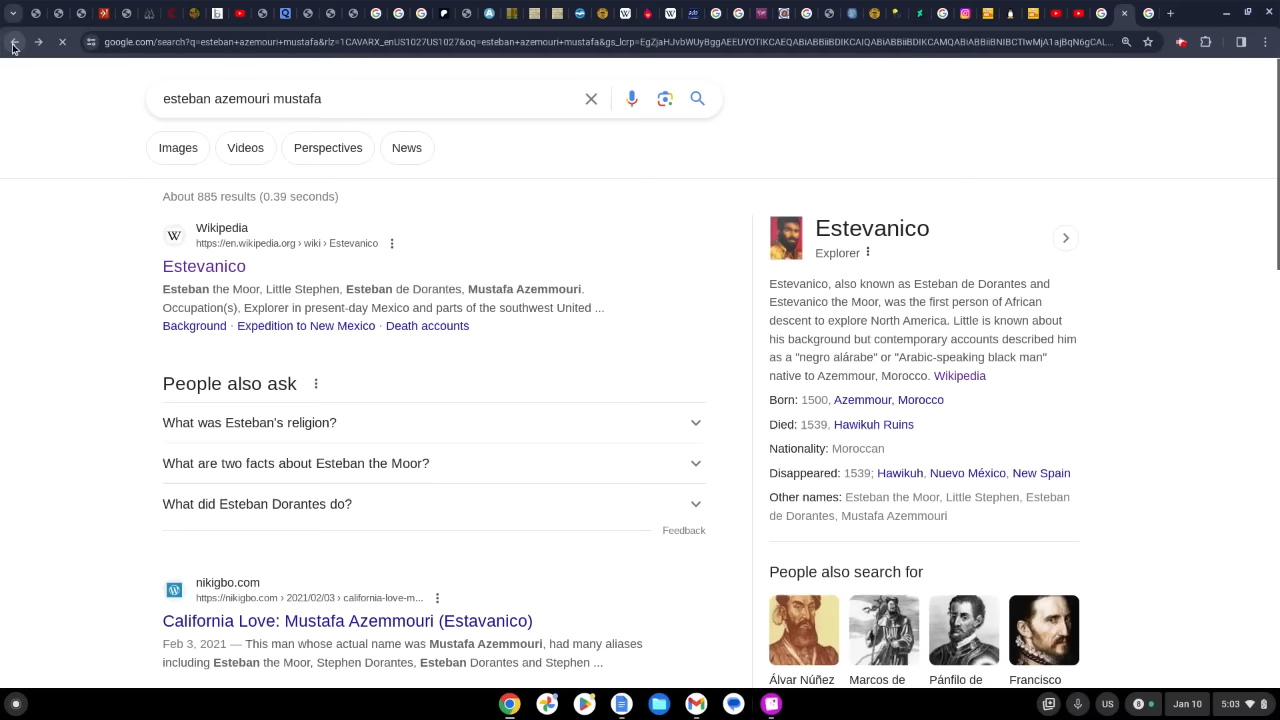 google.com/search?q=esteban+azemouri+mustafa&rlz=1CAVARX_enUS1027US1027&oq=esteban+azemouri+mustafa&gs_lcrp=EgZjaHJvbWUyBggAEEUYOTIKCAEQABiABBiiBDIKCAIQABiABBiiBDIKCAMQABiABBiiBNIBCTIwMjA1ajBqN6gCAL...
esteban azemouri mustafa
Images
Videos
Perspectives
News
About 885 results (0.39 seconds)
W
Wikipedia
https://en.wikipedia.org › wiki › Estevanico
Estevanico
Esteban the Moor, Little Stephen, Esteban de Dorantes, Mustafa Azemmouri.
Occupation(s), Explorer in present-day Mexico and parts of the southwest United ...
Background · Expedition to New Mexico · Death accounts
People also ask
What was Esteban's religion?
What are two facts about Esteban the Moor?
What did Esteban Dorantes do?
Feedback
nikigbo.com
https://nikigbo.com › 2021/02/03 › california-love-m...
California Love: Mustafa Azemmouri (Estavanico)
Feb 3, 2021 — This man whose actual name was Mustafa Azemmouri, had many aliases
including Esteban the Moor, Stephen Dorantes, Esteban Dorantes and Stephen ...
Estevanico
Explorer
Estevanico, also known as Esteban de Dorantes and
Estevanico the Moor, was the first person of African
descent to explore North America. Little is known about
his background but contemporary accounts described him
as a "negro alárabe" or "Arabic-speaking black man"
native to Azemmour, Morocco. Wikipedia
Born: 1500, Azemmour, Morocco
Died: 1539, Hawikuh Ruins
Nationality: Moroccan
Disappeared: 1539; Hawikuh, Nuevo México, New Spain
Other names: Esteban the Moor, Little Stephen, Esteban
de Dorantes, Mustafa Azemmouri
People also search for
Álvar Núñez
Marcos de
Pánfilo de
Francisco
US
8
Jan 10
5:03